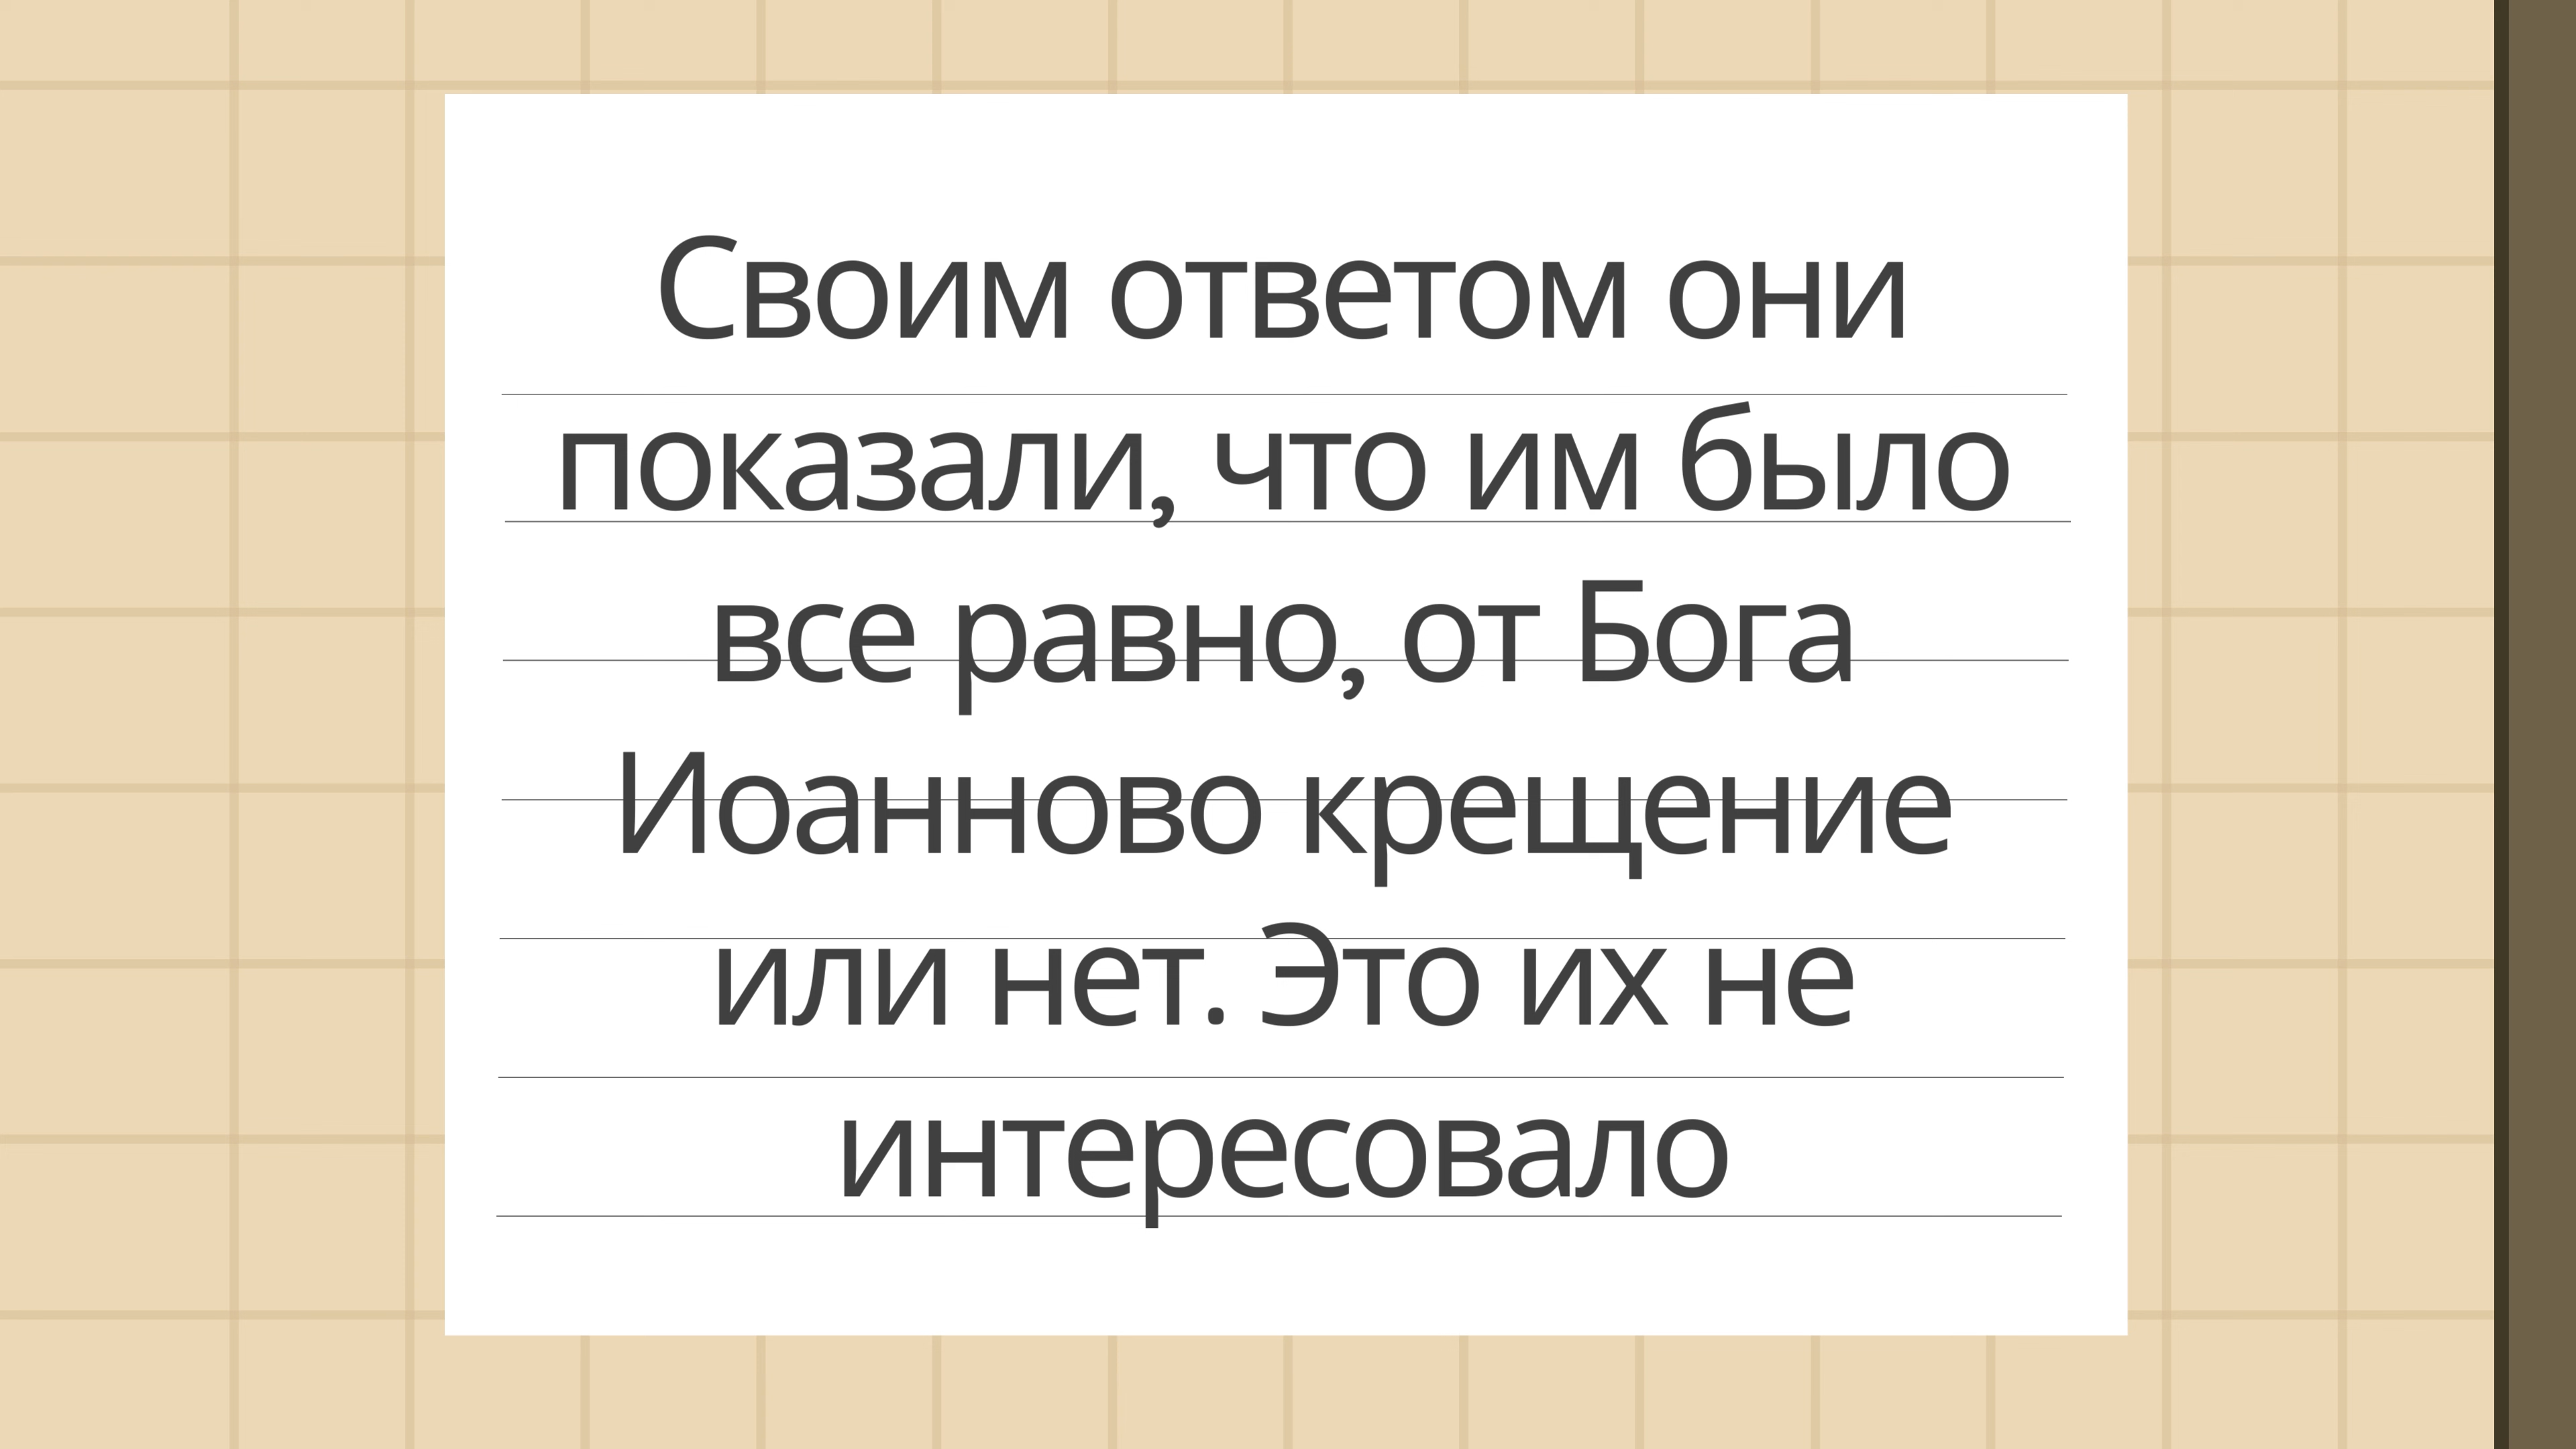 Своим ответом они
показали, что им было
все равно, от Бога
Иоанново крещение
или нет. Это их не
интересовало